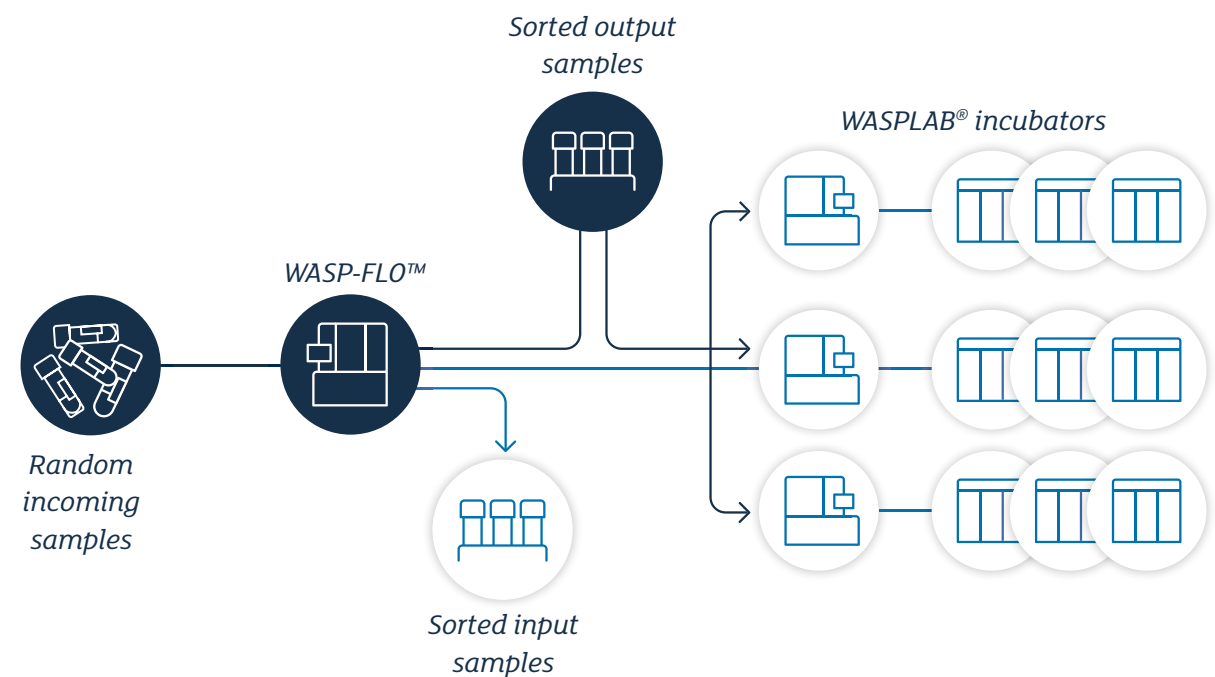 Sorted output
samples
WASPLAB® incubators
WASP-FLO™
Random
incoming
samples
Sorted input
samples